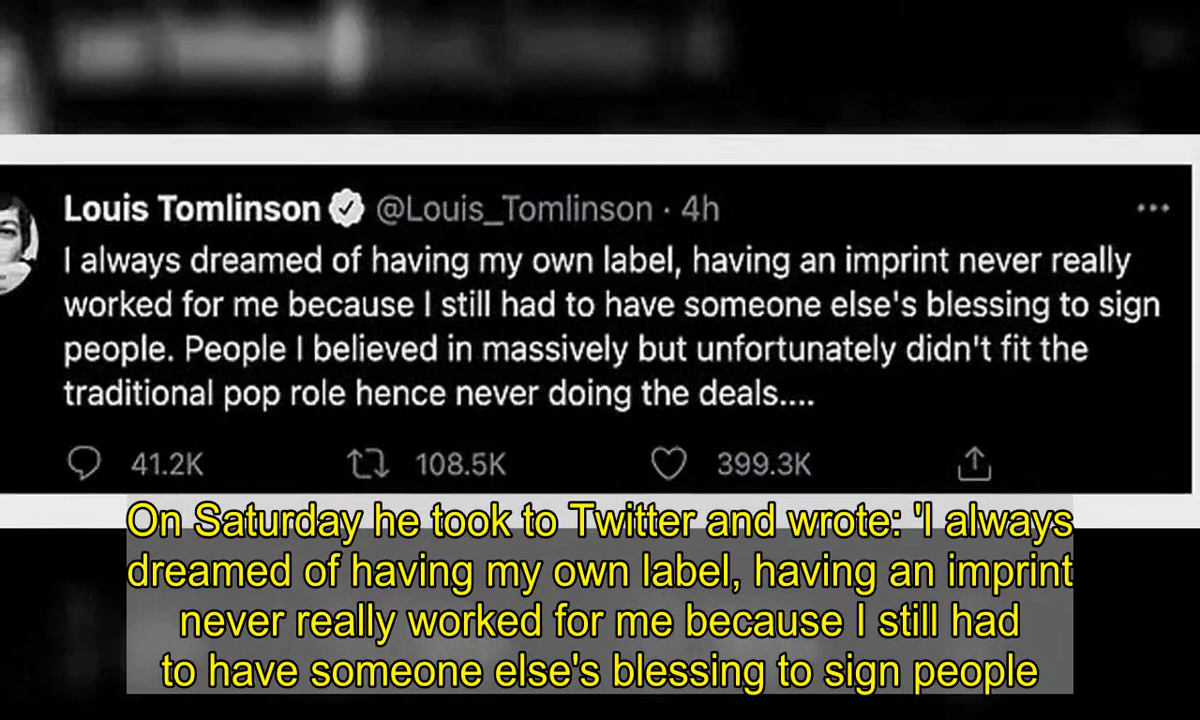 Louis Tomlinson @Louis_Tomlinson · 4h
I always dreamed of having my own label, having an imprint never really
worked for me because I still had to have someone else's blessing to sign
people. People I believed in massively but unfortunately didn't fit the
traditional pop role hence never doing the deals....
41.2K 108.5K 399.3K
On Saturday he took to Twitter and wrote: 'I always
dreamed of having my own label, having an imprint
never really worked for me because I still had
to have someone else's blessing to sign people